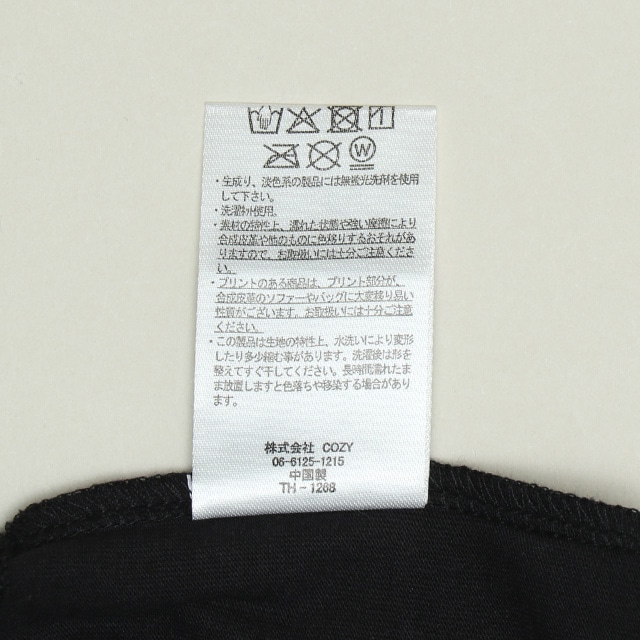 ・生成り、淡色系の製品には無蛍光洗剤を使用
して下さい。
・洗濯ネット使用。
・素材の特性上、濡れた状態や強い摩擦により
合成皮革や他のものに色移りするおそれがあ
りますので、お取扱いには十分ご注意くださ
い。
・プリントのある商品は、プリント部分が、
合成皮革のソファーやバックに大変移り易い
性質がございます。お取扱いには十分ご注意
ください。
・この製品は生地の特性上、水洗いにより変形
したり多少縮む事があります。洗濯後は形を
整えてすぐ干してください。長時間濡れたま
ま放置しますと色落ちや移染する場合があり
ます。
株式会社 COZY
06-6125-1215
中国製
TH-1268